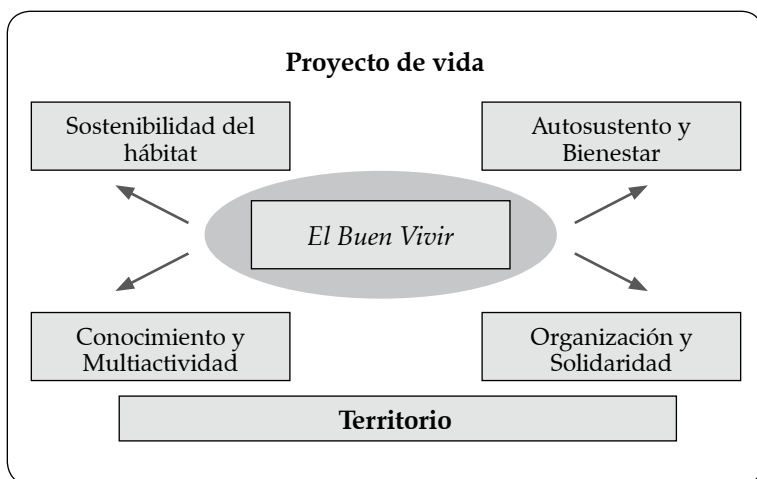 Proyecto de vida
Sostenibilidad del
hábitat
Autosustento y
Bienestar
El Buen Vivir
Conocimiento y
Multiactividad
Organización y
Solidaridad
Territorio